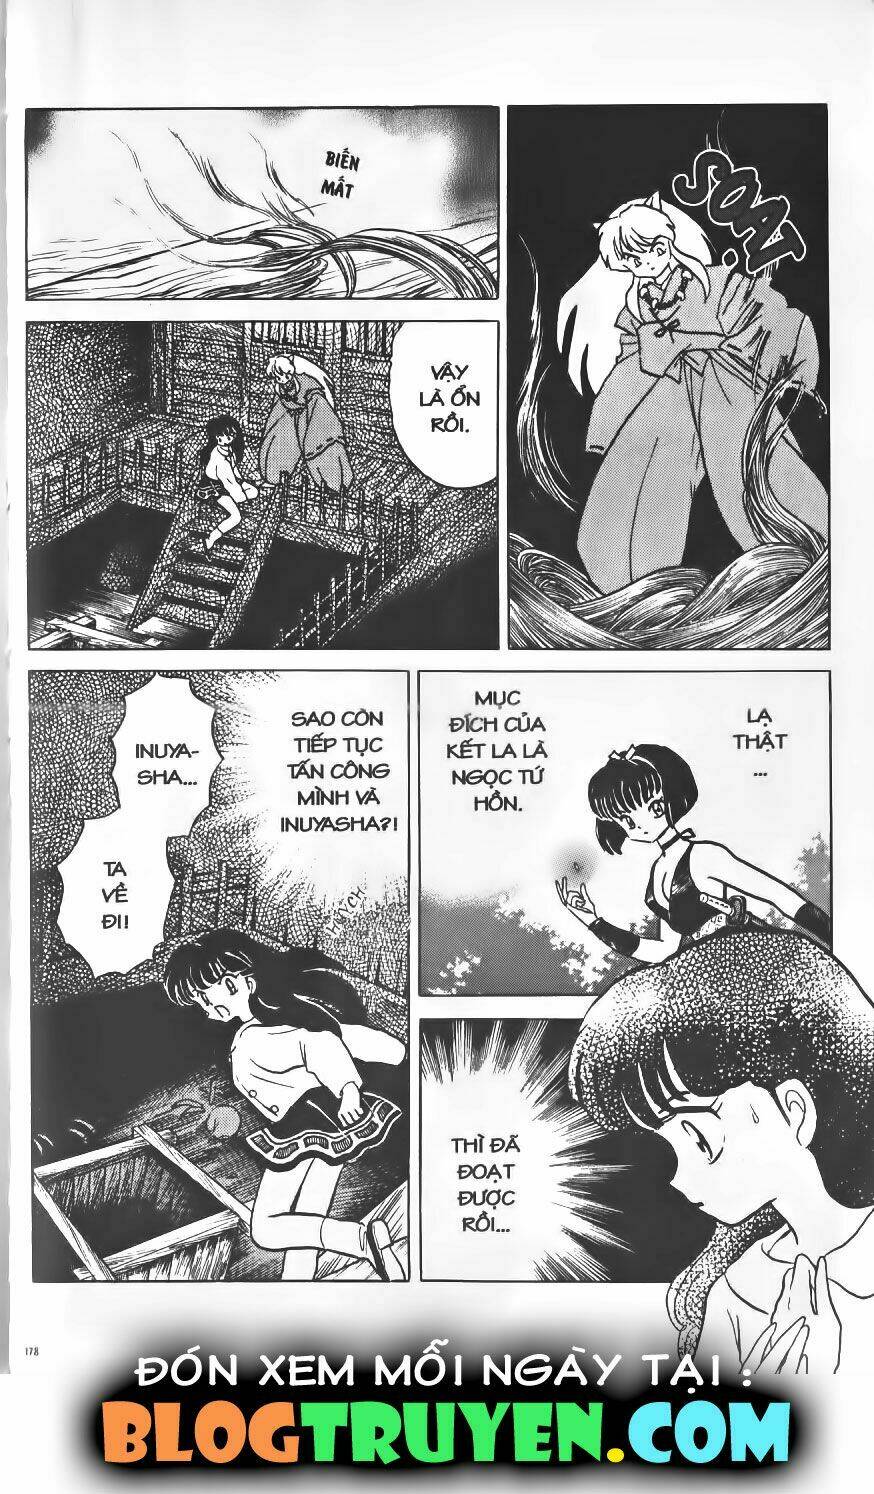 SOẠT
BIẾN
MẤT
VẬY
LÀ ỔN
RỒI.
LẠ
THẬT
...
MỤC
ĐÍCH CỦA
KẾT LA LÀ
NGỌC TỨ
HỒN.
THÌ ĐÃ
ĐOẠT
ĐƯỢC
RỒI...
SAO CÒN
TIẾP TỤC
TẤN CÔNG
MÌNH VÀ
INUYASHA?!
INUYA-
SHA...
TA
VỀ
ĐI!
178
ĐÓN XEM MỖI NGÀY TẠI :
BLOGTRUYEN.COM